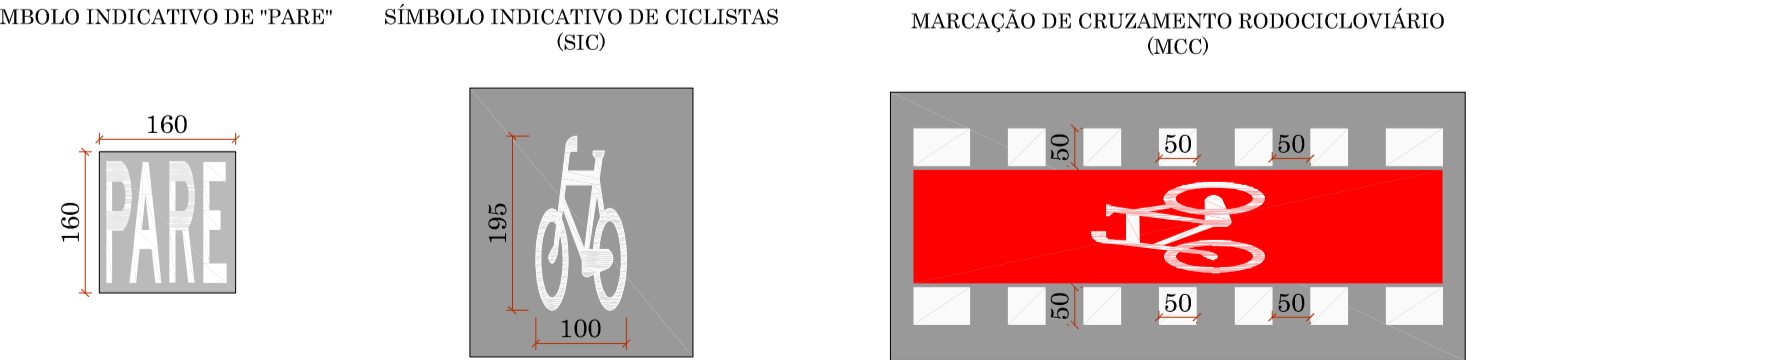 MBOLO INDICATIVO DE "PARE"
160
160
PARE
SÍMBOLO INDICATIVO DE CICLISTAS
(SIC)
195
100
MARCAÇÃO DE CRUZAMENTO RODOCICLOVIÁRIO
(MCC)
50
50
50
50
50
50